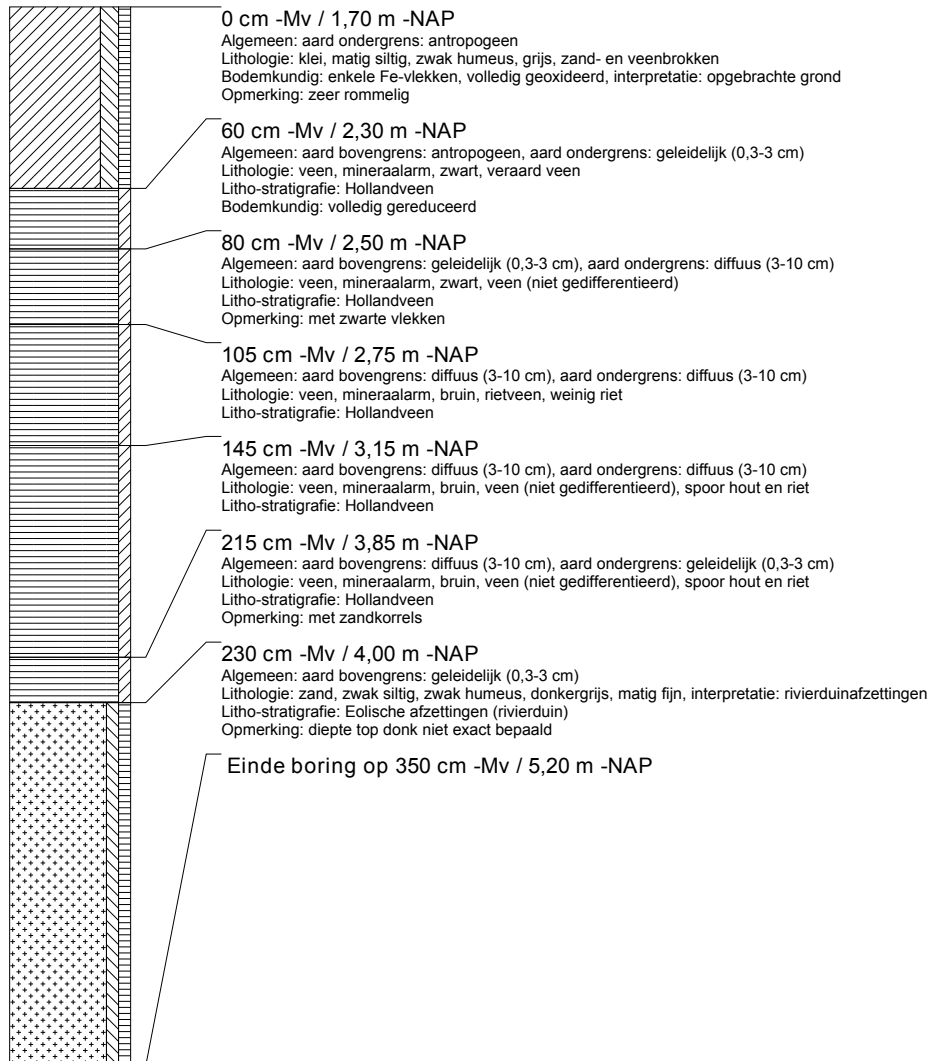 0 cm -Mv / 1,70 m -NAP
Algemeen: aard ondergrens: antropogeen
Lithologie: klei, matig siltig, zwak humeus, grijs, zand- en veenbrokken
Bodemkundig: enkele Fe-vlekken, volledig geoxideerd, interpretatie: opgebrachte grond
Opmerking: zeer rommelig
60 cm -Mv / 2,30 m -NAP
Algemeen: aard bovengrens: antropogeen, aard ondergrens: geleidelijk (0,3-3 cm)
Lithologie: veen, mineraalarm, zwart, veraard veen
Litho-stratigrafie: Hollandveen
Bodemkundig: volledig gereduceerd
80 cm -Mv / 2,50 m -NAP
Algemeen: aard bovengrens: geleidelijk (0,3-3 cm), aard ondergrens: diffuus (3-10 cm)
Lithologie: veen, mineraalarm, zwart, veen (niet gedifferentieerd)
Litho-stratigrafie: Hollandveen
Opmerking: met zwarte vlekken
105 cm -Mv / 2,75 m -NAP
Algemeen: aard bovengrens: diffuus (3-10 cm), aard ondergrens: diffuus (3-10 cm)
Lithologie: veen, mineraalarm, bruin, rietveen, weinig riet
Litho-stratigrafie: Hollandveen
145 cm -Mv / 3,15 m -NAP
Algemeen: aard bovengrens: diffuus (3-10 cm), aard ondergrens: diffuus (3-10 cm)
Lithologie: veen, mineraalarm, bruin, veen (niet gedifferentieerd), spoor hout en riet
Litho-stratigrafie: Hollandveen
215 cm -Mv / 3,85 m -NAP
Algemeen: aard bovengrens: diffuus (3-10 cm), aard ondergrens: geleidelijk (0,3-3 cm)
Lithologie: veen, mineraalarm, bruin, veen (niet gedifferentieerd), spoor hout en riet
Litho-stratigrafie: Hollandveen
Opmerking: met zandkorrels
230 cm -Mv / 4,00 m -NAP
Algemeen: aard bovengrens: geleidelijk (0,3-3 cm)
Lithologie: zand, zwak siltig, zwak humeus, donkergrijs, matig fijn, interpretatie: rivierduinafzettingen
Litho-stratigrafie: Eolische afzettingen (rivierduin)
Opmerking: diepte top donk niet exact bepaald
Einde boring op 350 cm -Mv / 5,20 m -NAP